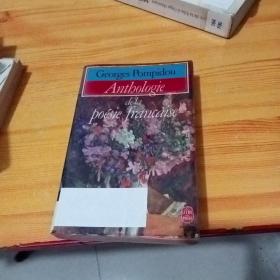 Georges Pompidou
Anthologie
de la
poésie française